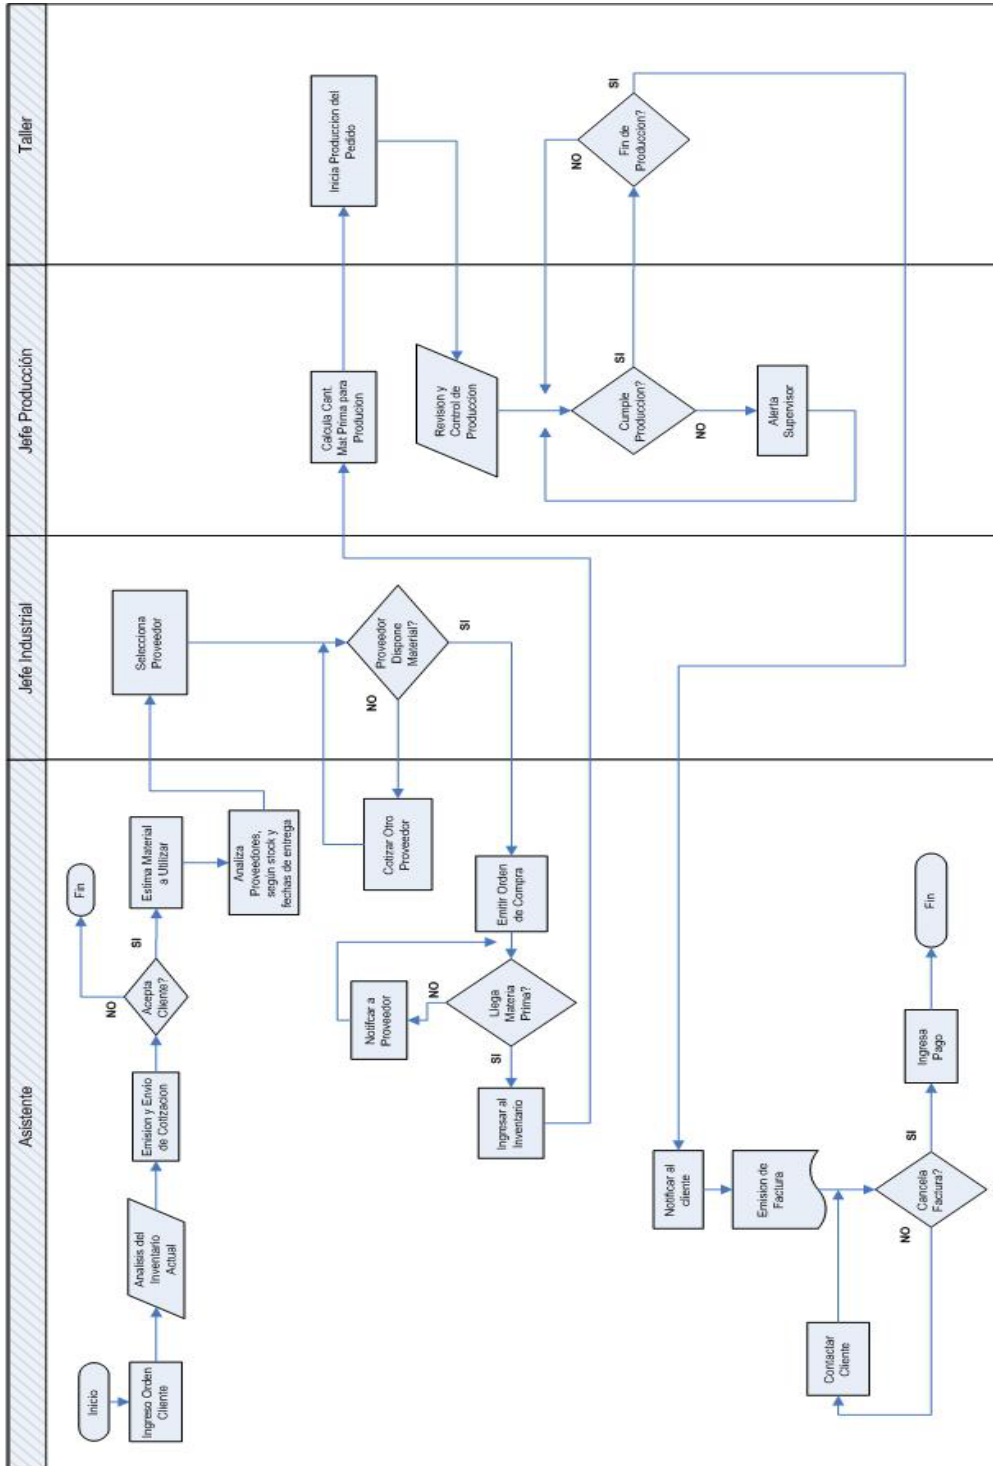 Asistente
Jefe Industrial
Jefe Producción
Taller
Inicio
Ingreso Orden
Cliente
Analisis del
Inventario
Actual
Emision y Envio
de Cotizacion
Acepta
Cliente?
NO
Fin
SI
Estima Material
a Utilizar
Analiza
Proveedores,
según stock y
fechas de entrega
Selecciona
Proveedor
Proveedor
Dispone
Material?
NO
SI
Cotizar Otro
Proveedor
Emitir Orden
de Compra
Llega
Materia
Prima?
NO
Notifcar a
Proveedor
SI
Ingresar al
Inventario
Calcula Cant.
Mat Prima para
Producion
Inicia Produccion del
Pedido
Revision y
Control de
Produccion
Cumple
Produccion?
NO
Alerta
Supervisor
SI
Fin de
Produccion?
NO
SI
Notificar al
cliente
Emision de
Factura
Cancela
Factura?
NO
Contactar
Cliente
SI
Ingresa
Pago
Fin